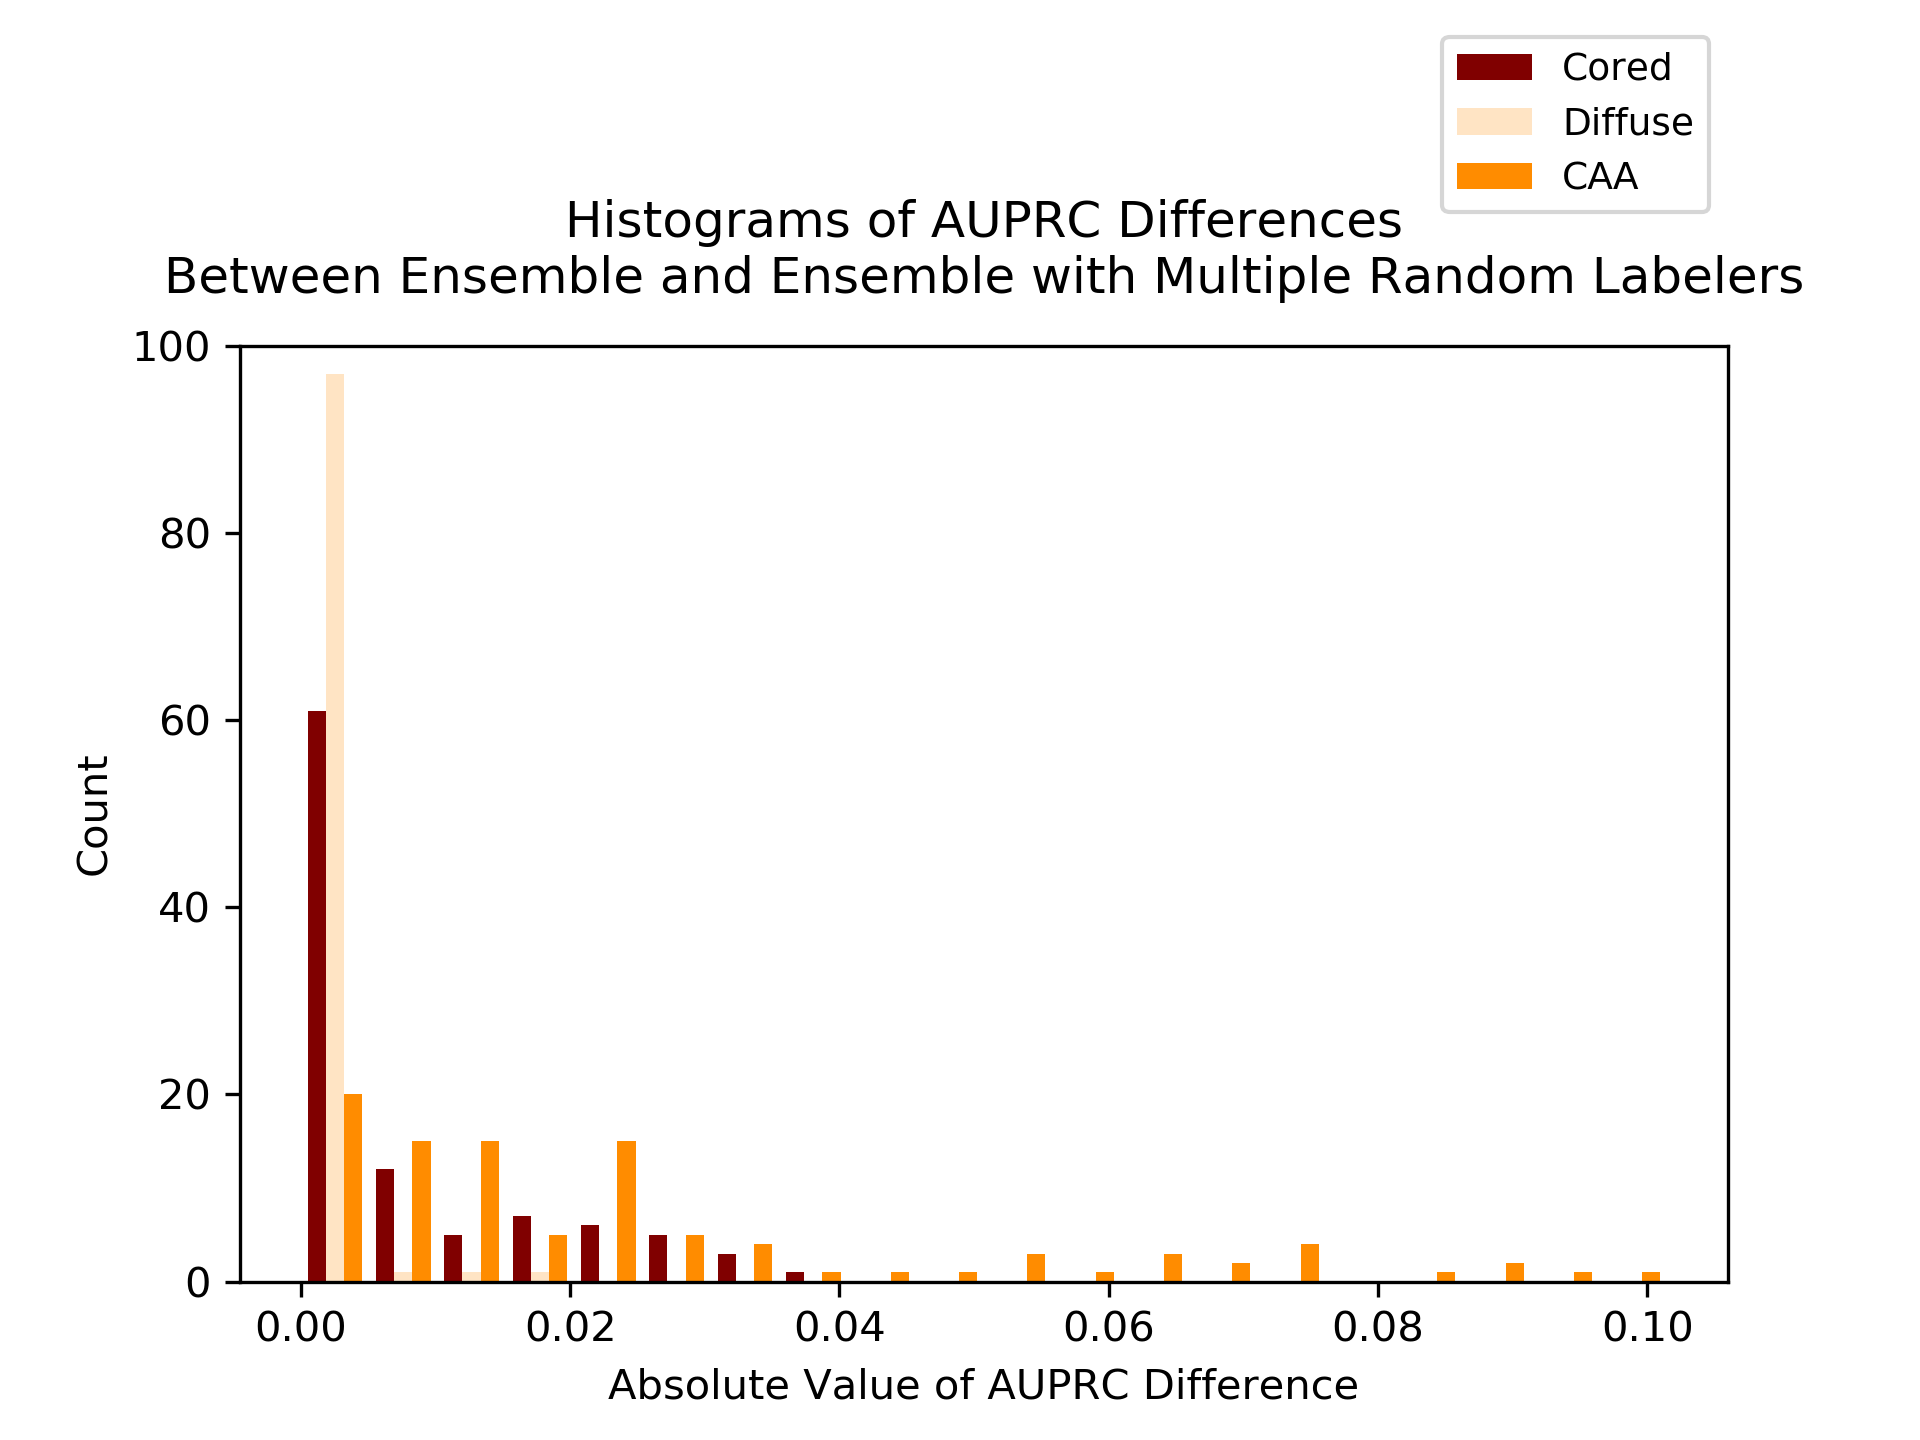 Cored
Diffuse
CAA
Histograms of AUPRC Differences
Between Ensemble and Ensemble with Multiple Random Labelers
100
80
60
40
20
0
Count
0.00 0.02 0.04 0.06 0.08 0.10
Absolute Value of AUPRC Difference